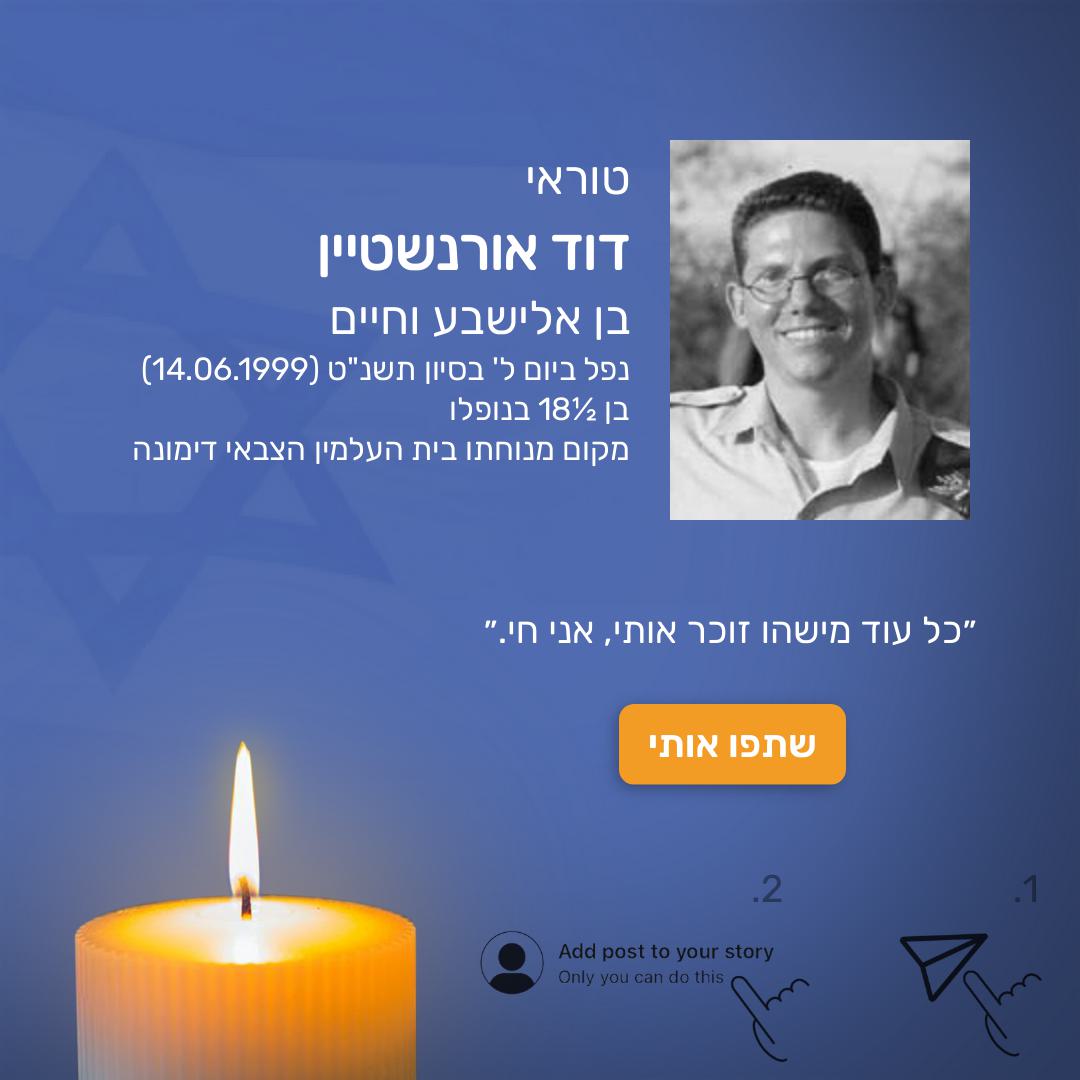 טוראי
דוד אורנשטיין
בן אלישבע וחיים
נפל ביום ל' בסיון תשנ"ט (14.06.1999)
בן 18½ בנופלו
מקום מנוחתו בית העלמין הצבאי דימונה
״כל עוד מישהו זוכר אותי, אני חי.״
שתפו אותי
1.
2.
Add post to your story
Only you can do this